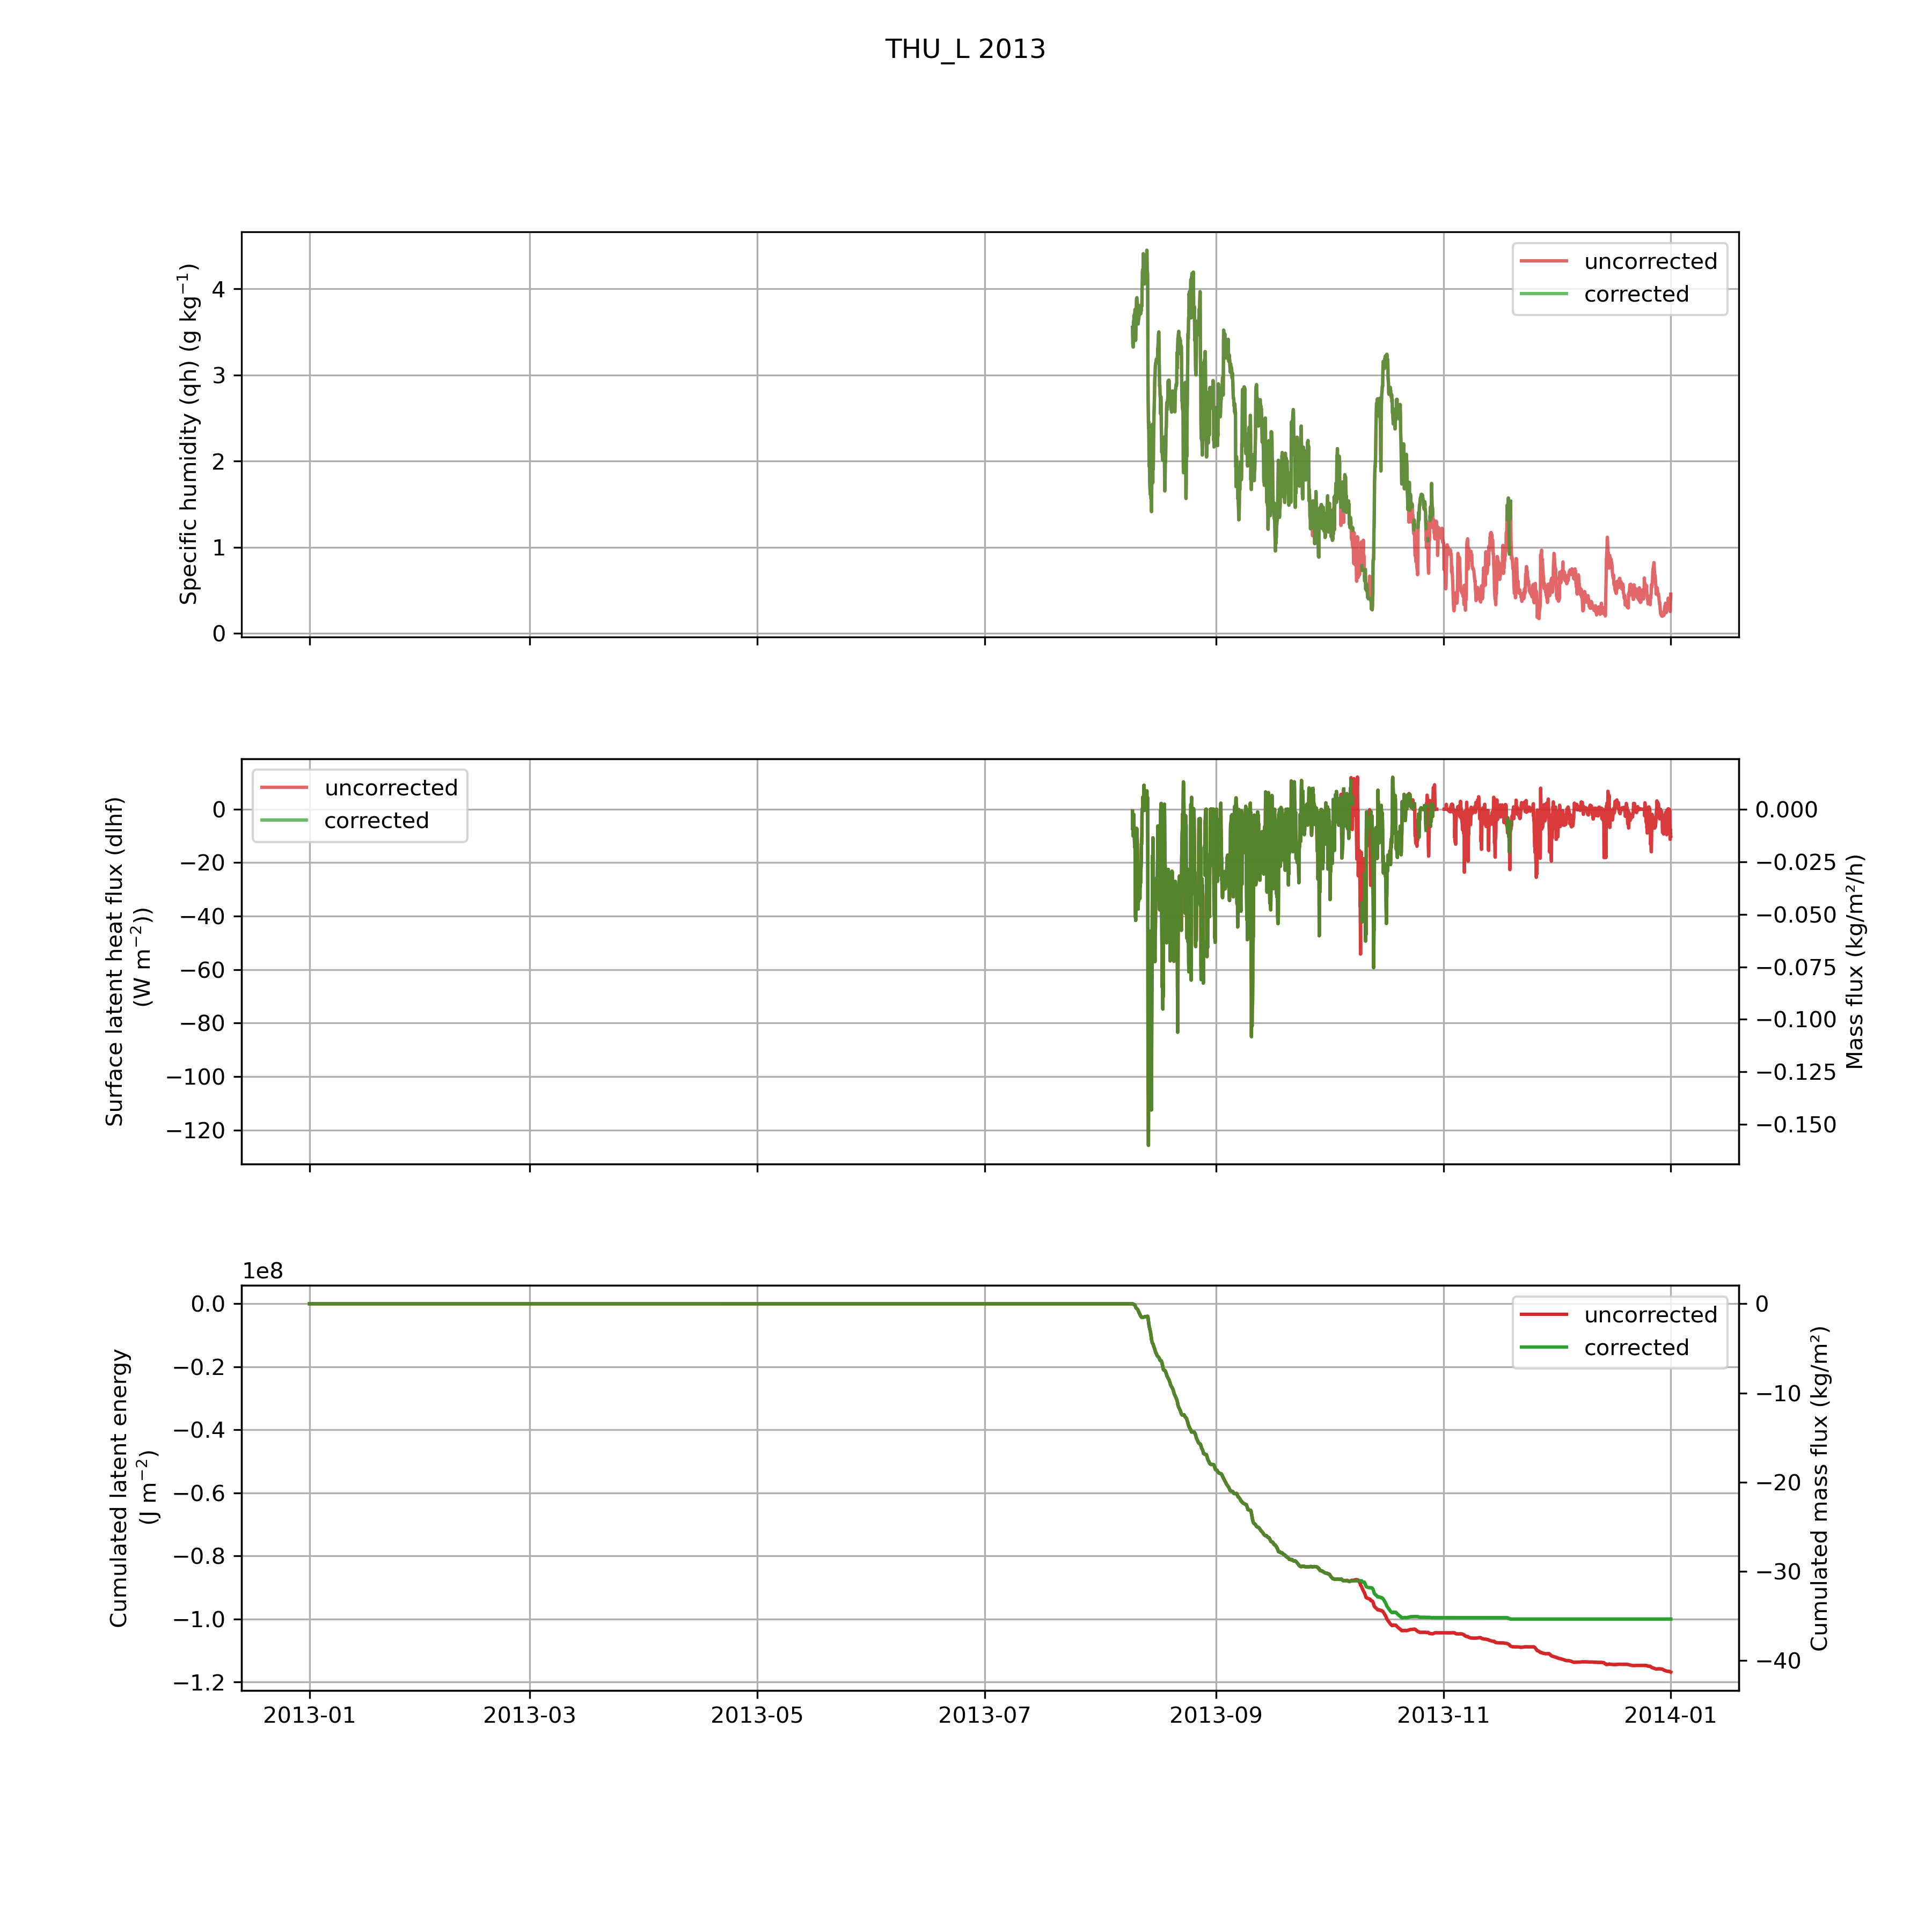 THU_L 2013
Specific humidity (qh) (g kg⁻¹)
4
3
2
1
0
uncorrected
corrected
Surface latent heat flux (dlhf)
(W m⁻²))
0
−20
−40
−60
−80
−100
−120
uncorrected
corrected
0.000
−0.025
−0.050
−0.075
−0.100
−0.125
−0.150
Mass flux (kg/m²/h)
1e8
Cumulated latent energy
(J m⁻²)
0.0
−0.2
−0.4
−0.6
−0.8
−1.0
−1.2
uncorrected
corrected
0
−10
−20
−30
−40
Cumulated mass flux (kg/m²)
2013-01 2013-03 2013-05 2013-07 2013-09 2013-11 2014-01